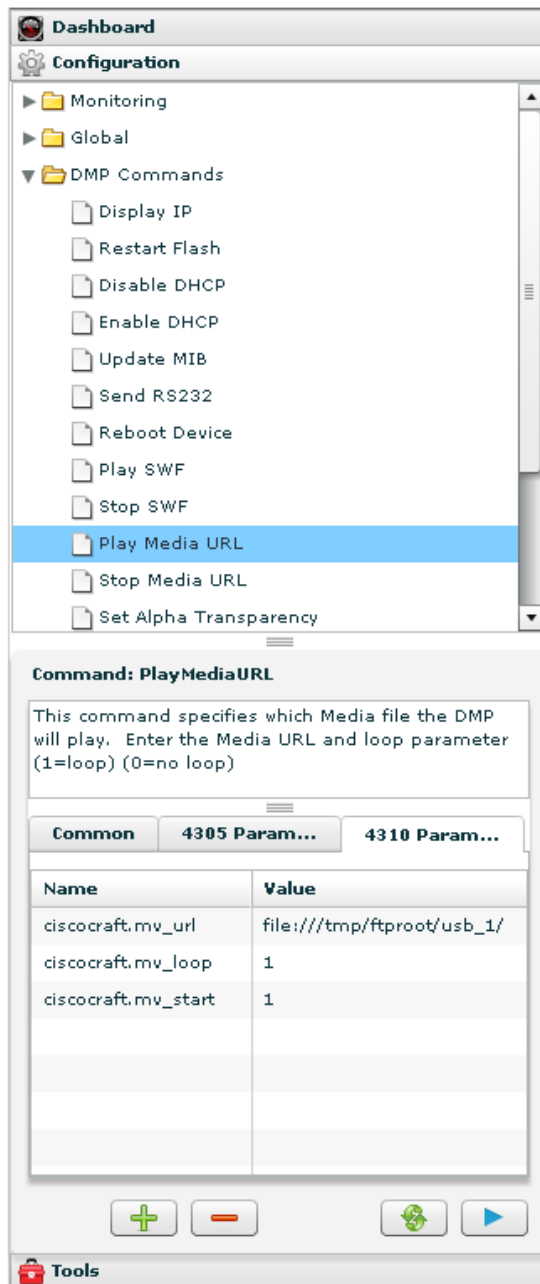 Dashboard
Configuration
Monitoring
Global
DMP Commands
Display IP
Restart Flash
Disable DHCP
Enable DHCP
Update MIB
Send RS232
Reboot Device
Play SWF
Stop SWF
Play Media URL
Stop Media URL
Set Alpha Transparency
Command: PlayMediaURL
This command specifies which Media file the DMP
will play.  Enter the Media URL and loop parameter
(1=loop) (0=no loop)
Common 4305 Param... 4310 Param...
Name Value
ciscocraft.mv_url file:///tmp/ftproot/usb_1/
ciscocraft.mv_loop 1
ciscocraft.mv_start 1
Tools